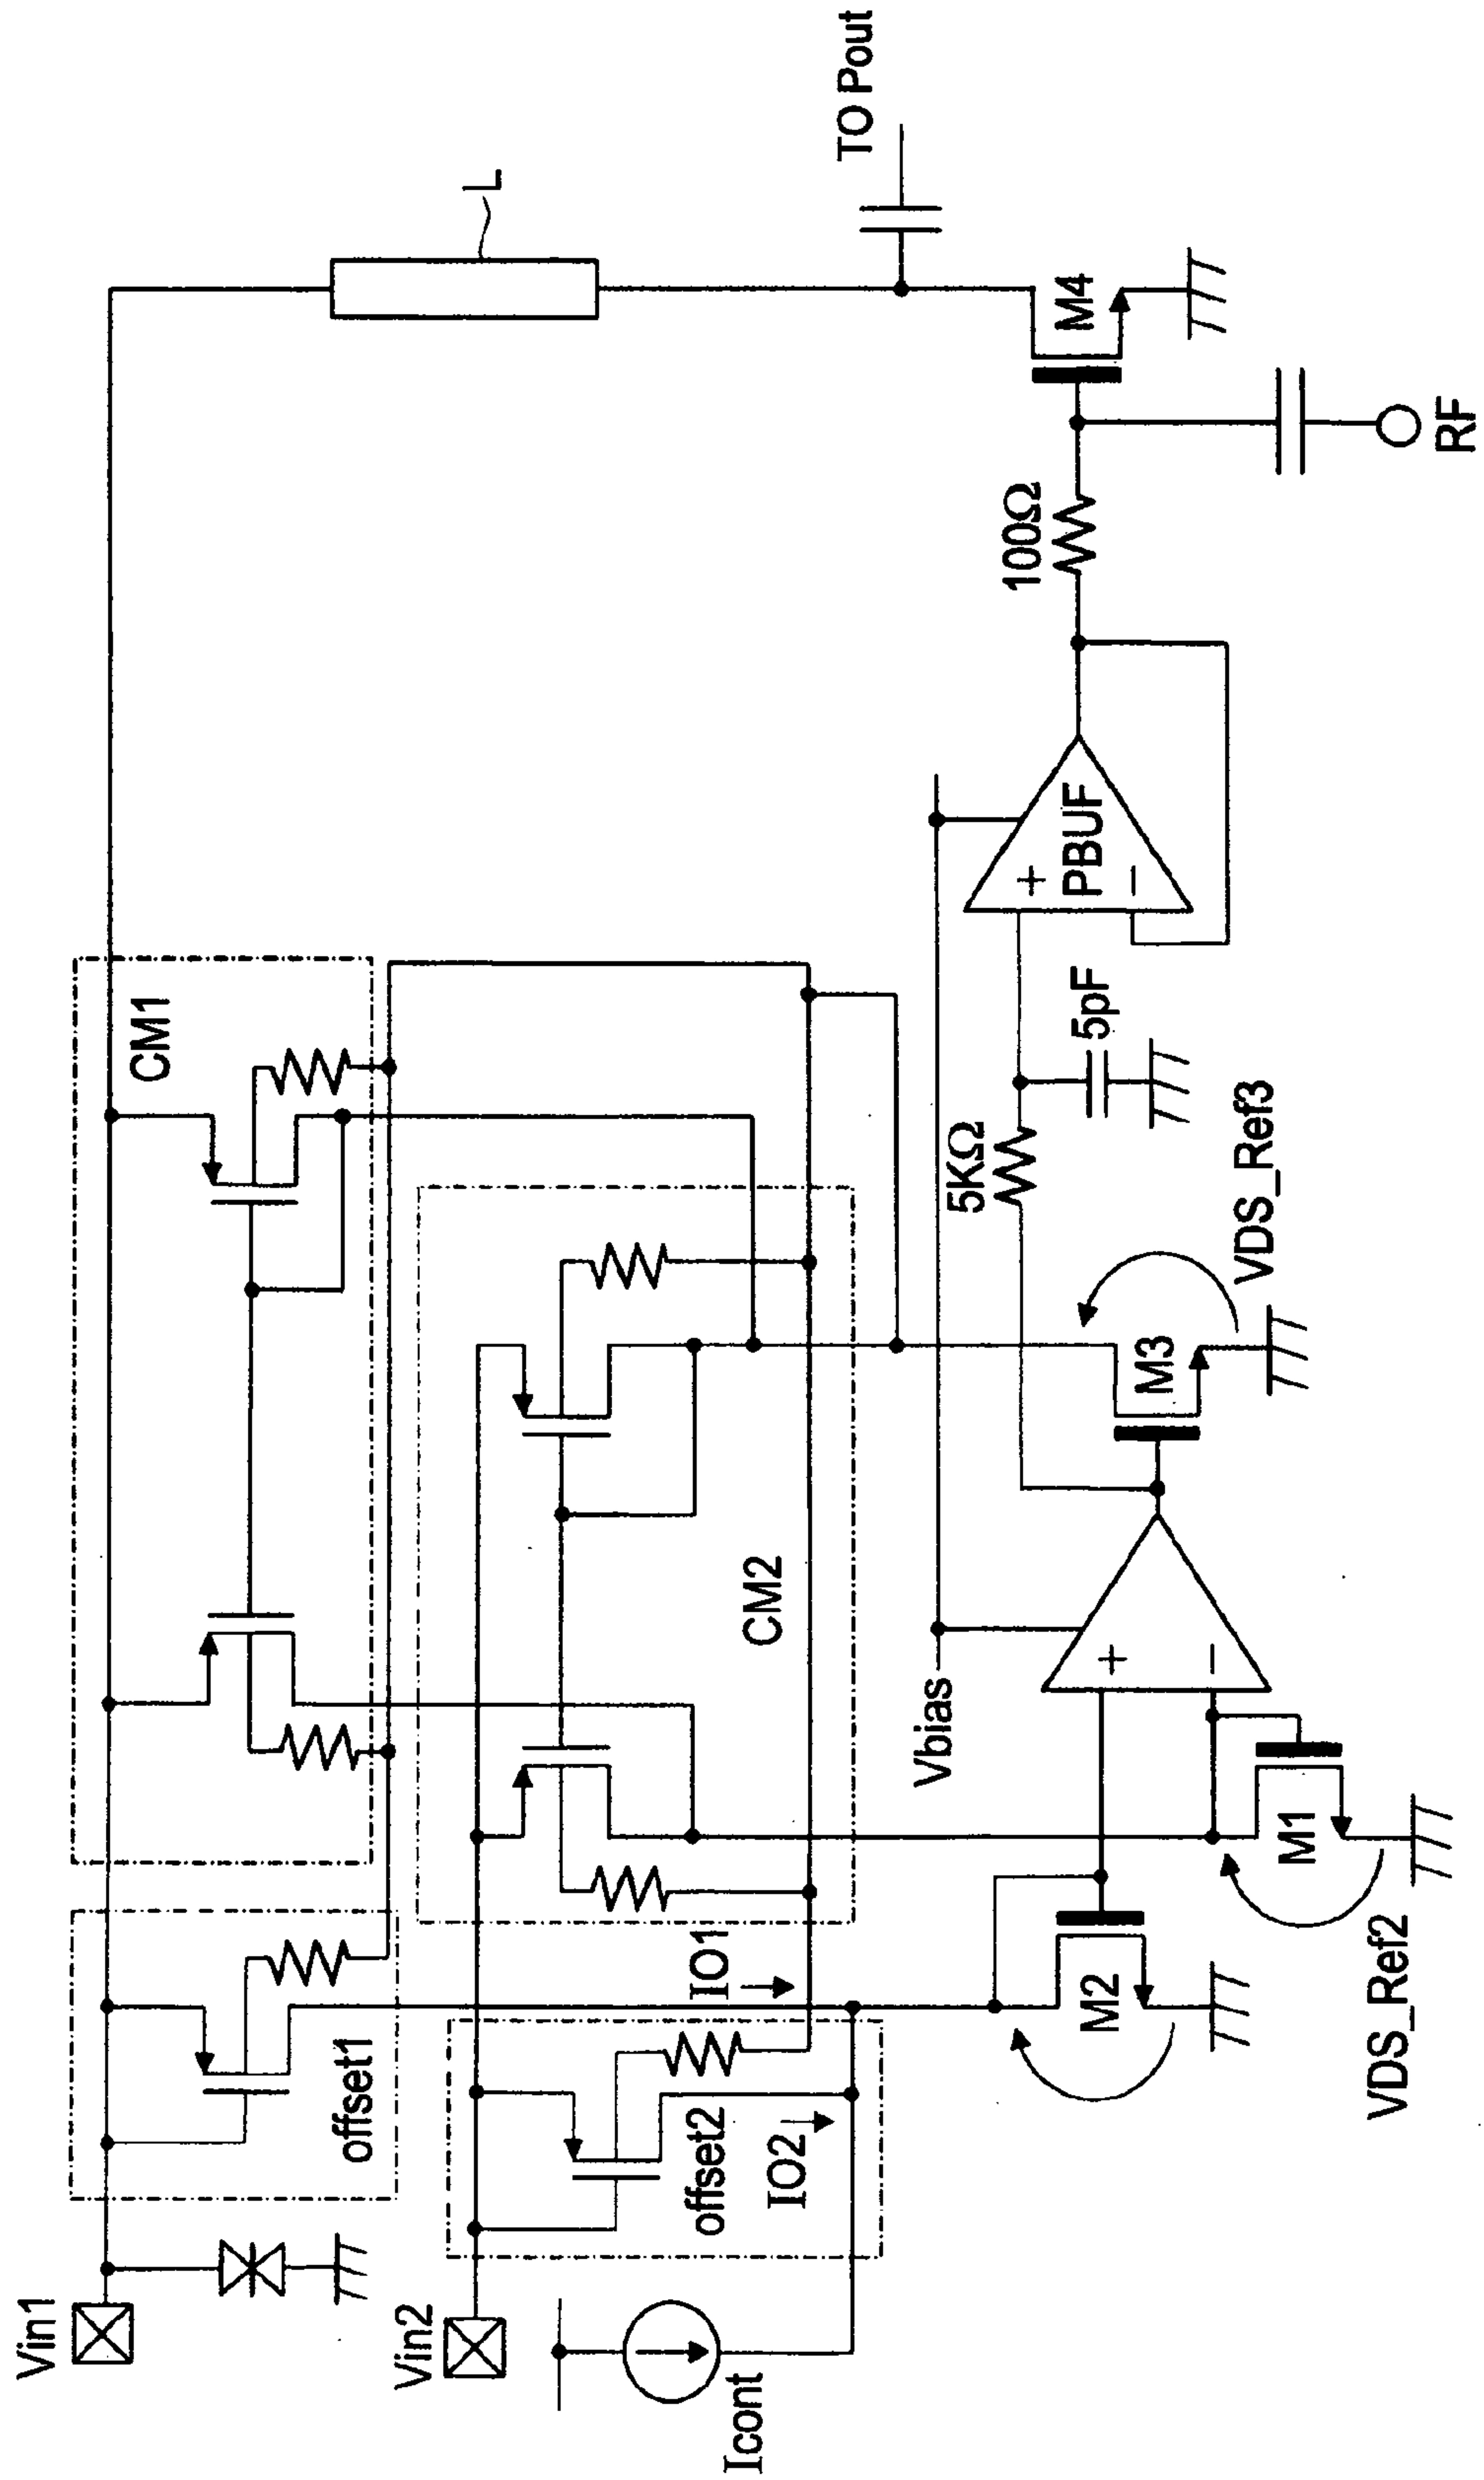 Vin1
offset1
CM1
L
TO Pout
Vin2
offset2
IO2
IO1
CM2
Icont
Vbias
M2
M1
VDS_Ref2
+
−
M3
VDS_Ref3
5KΩ
5pF
+
−
PBUF
100Ω
M4
RF